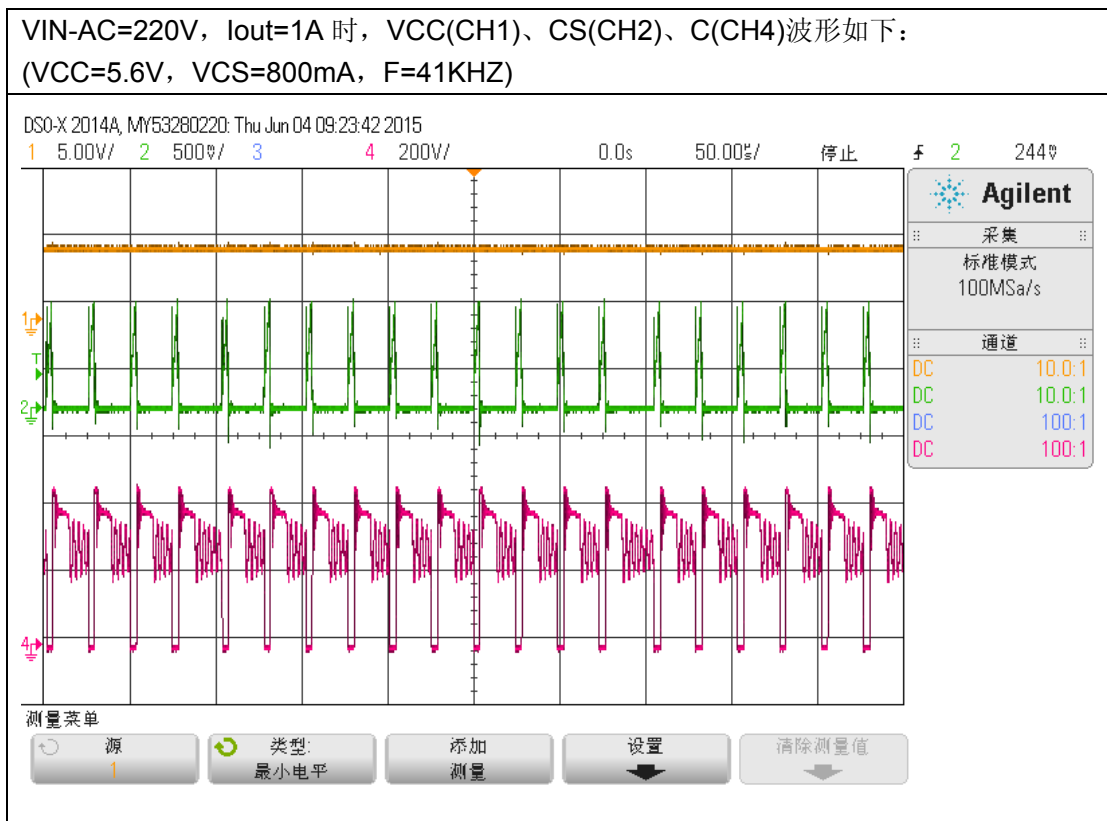 VIN-AC=220V，Iout=1A 时，VCC(CH1)、CS(CH2)、C(CH4)波形如下：
(VCC=5.6V，VCS=800mA，F=41KHZ)
DSO-X 2014A, MY53280220: Thu Jun 04 09:23:42 2015
1 5.00V/ 2 500mV/ 3 4 200V/ 0.0s 50.00us/ 停止 2 244mV
Agilent
采集
标准模式
100MSa/s
通道
DC 10.0:1
DC 10.0:1
DC 100:1
DC 100:1
1
T
2
4
测量菜单
源
1
类型:
最小电平
添加
测量
设置
清除测量值